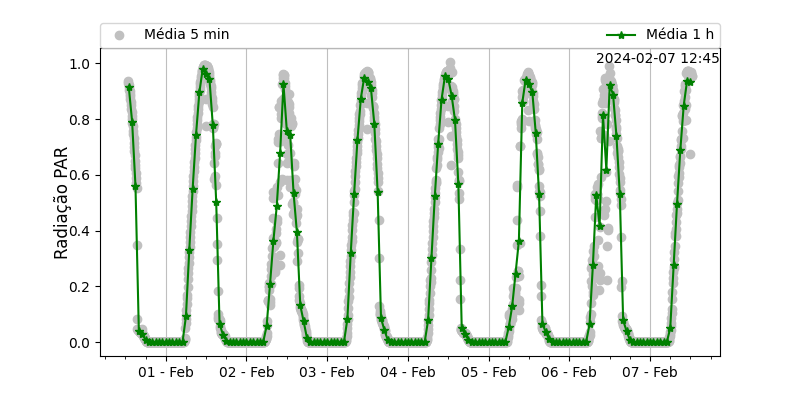 Média 5 min
Média 1 h
2024-02-07 12:45
Radiação PAR
1.0
0.8
0.6
0.4
0.2
0.0
01 - Feb
02 - Feb
03 - Feb
04 - Feb
05 - Feb
06 - Feb
07 - Feb